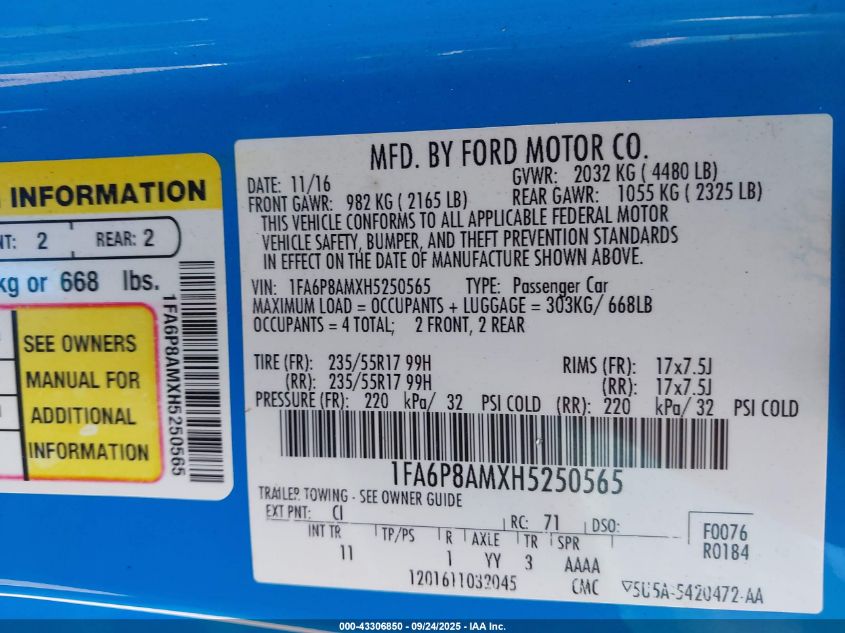 INFORMATION
NT: 2 REAR: 2
kg or 668 lbs.
SEE OWNERS
MANUAL FOR
ADDITIONAL
INFORMATION
1FA6P8AMXH5250565
MFD. BY FORD MOTOR CO.
DATE: 11/16 GVWR: 2032 KG ( 4480 LB)
FRONT GAWR: 982 KG ( 2165 LB) REAR GAWR: 1055 KG ( 2325 LB)
THIS VEHICLE CONFORMS TO ALL APPLICABLE FEDERAL MOTOR
VEHICLE SAFETY, BUMPER, AND THEFT PREVENTION STANDARDS
IN EFFECT ON THE DATE OF MANUFACTURE SHOWN ABOVE.
VIN: 1FA6P8AMXH5250565 TYPE: Passenger Car
MAXIMUM LOAD = OCCUPANTS + LUGGAGE = 303KG/ 668LB
OCCUPANTS = 4 TOTAL; 2 FRONT, 2 REAR
TIRE (FR): 235/55R17 99H RIMS (FR): 17x7.5J
(RR): 235/55R17 99H (RR): 17x7.5J
PRESSURE (FR): 220 kPa/ 32 PSI COLD (RR): 220 kPa/ 32 PSI COLD
1FA6P8AMXH5250565
TRAILER TOWING - SEE OWNER GUIDE
EXT PNT: CI RC: 71 DSO: F0076
INT TR TP/PS R AXLE TR SPR R0184
11 1 YY 3 AAAA
1201611032045 CMC 5U5A-5420472-AA
000-43306850 - 09/24/2025 - IAA Inc.